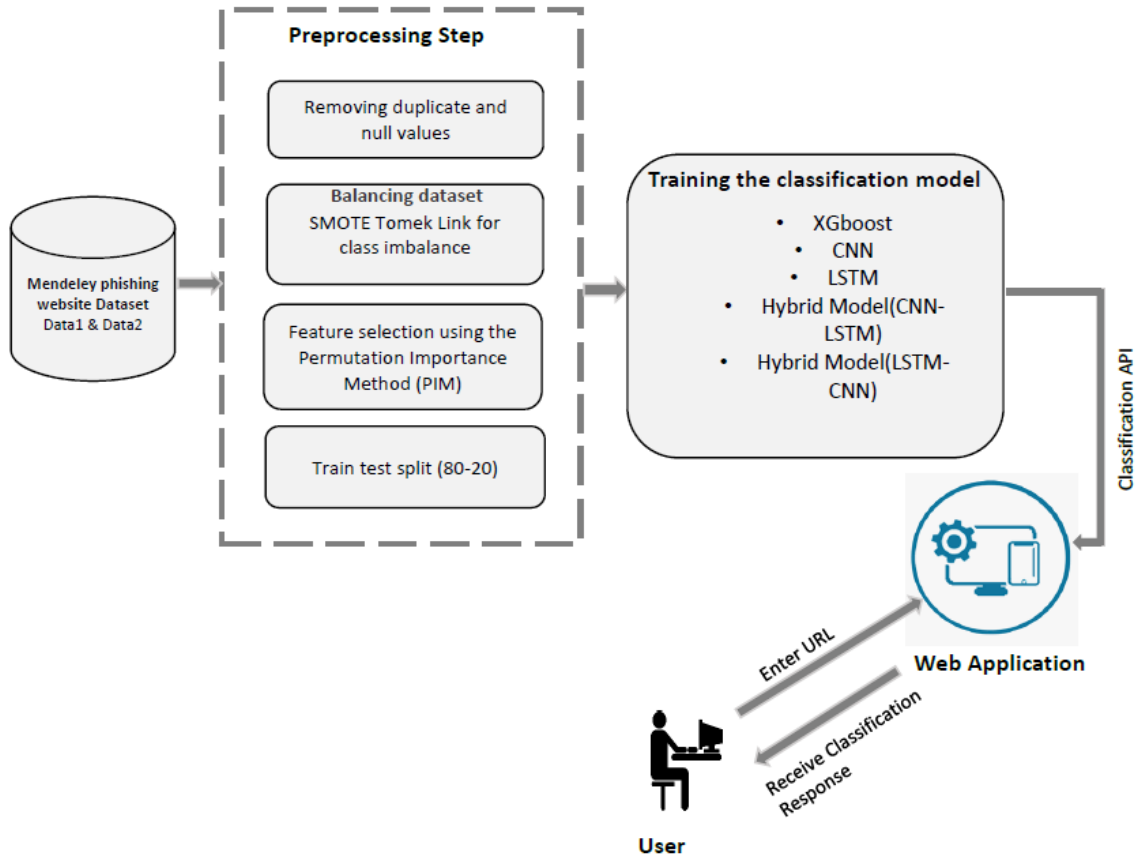 Mendeley phishing
website Dataset
Data1 & Data2
Preprocessing Step
Removing duplicate and
null values
Balancing dataset
SMOTE Tomek Link for
class imbalance
Feature selection using the
Permutation Importance
Method (PIM)
Train test split (80-20)
Training the classification model
• XGboost
• CNN
• LSTM
• Hybrid Model(CNN-
LSTM)
• Hybrid Model(LSTM-
CNN)
Classification API
Web Application
Enter URL
Receive Classification
Response
User